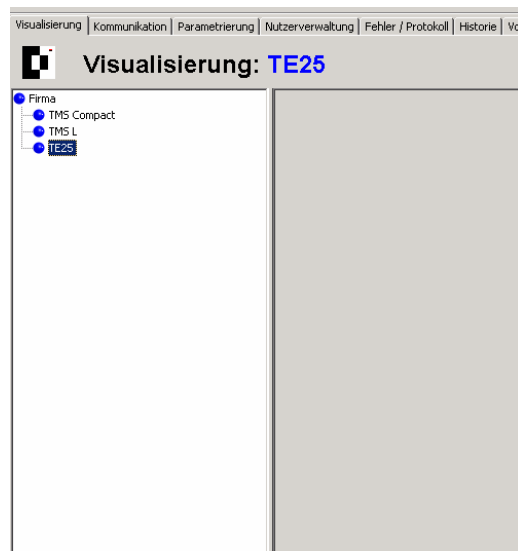 Visualisierung Kommunikation Parametrierung Nutzerverwaltung Fehler / Protokoll Historie
Visualisierung: TE25
Firma
TMS Compact
TMS L
TE25